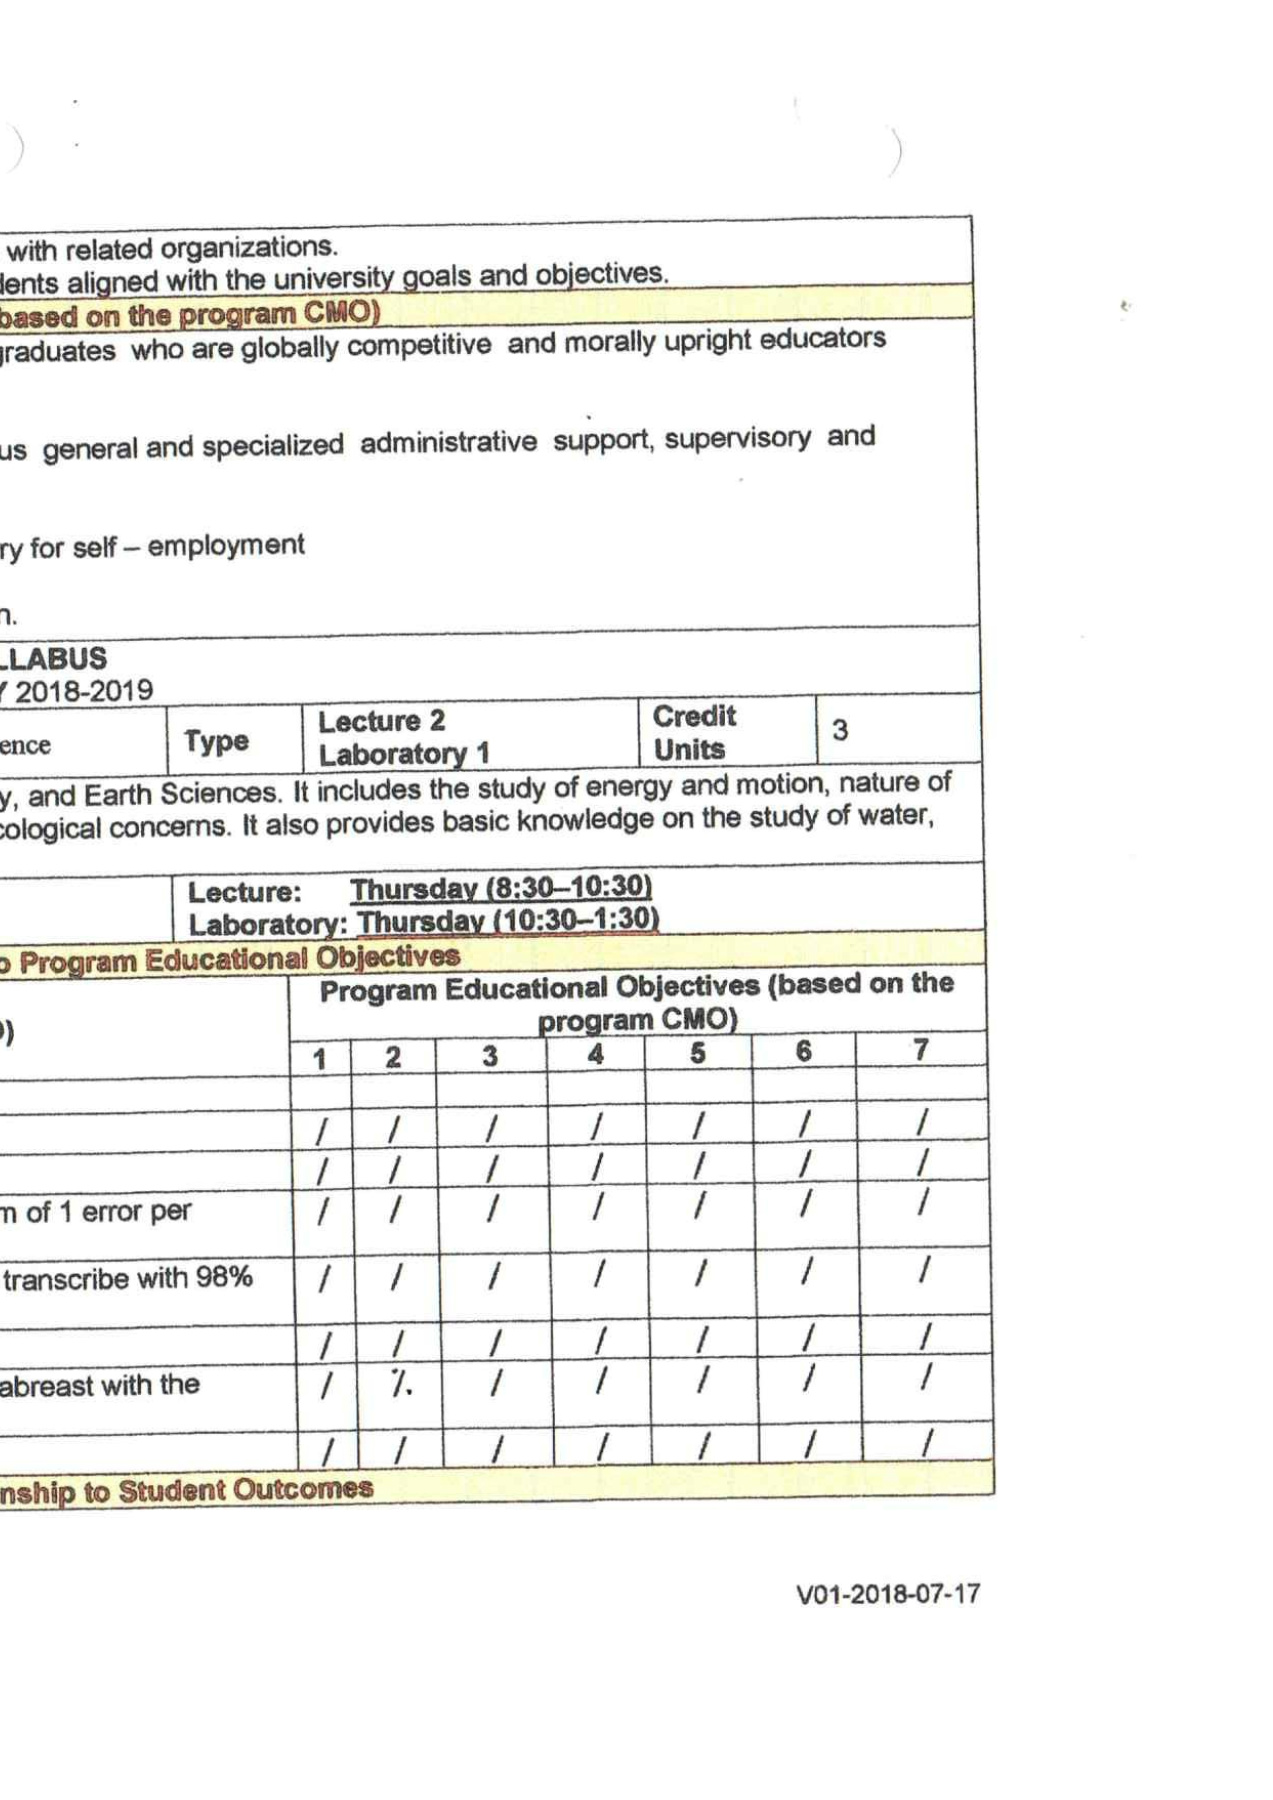 with related organizations.
dents aligned with the university goals and objectives.
based on the program CMO)
graduates who are globally competitive and morally upright educators
us general and specialized administrative support, supervisory and
ry for self – employment
n.
LLABUS
Y 2018-2019
ence Type Lecture 2 Credit 3
Laboratory 1 Units
y, and Earth Sciences. It includes the study of energy and motion, nature of
cological concerns. It also provides basic knowledge on the study of water,
Lecture: Thursday (8:30–10:30)
Laboratory: Thursday (10:30–1:30)
o Program Educational Objectives
Program Educational Objectives (based on the
) program CMO)
1 2 3 4 5 6 7
/ / / / / / /
/ / / / / / /
m of 1 error per / / / / / / /
transcribe with 98% / / / / / / /
/ / / / / / /
abreast with the / /. / / / / /
/ / / / / / /
nship to Student Outcomes
V01-2018-07-17